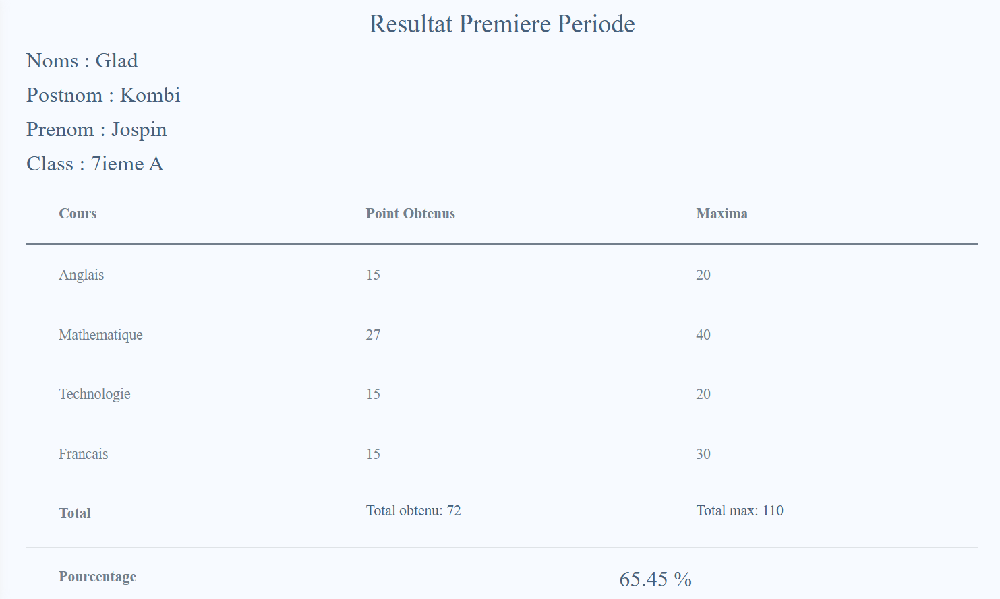 Resultat Premiere Periode
Noms : Glad
Postnom : Kombi
Prenom : Jospin
Class : 7ieme A
Cours Point Obtenus Maxima
Anglais 15 20
Mathematique 27 40
Technologie 15 20
Francais 15 30
Total Total obtenu: 72 Total max: 110
Pourcentage 65.45 %